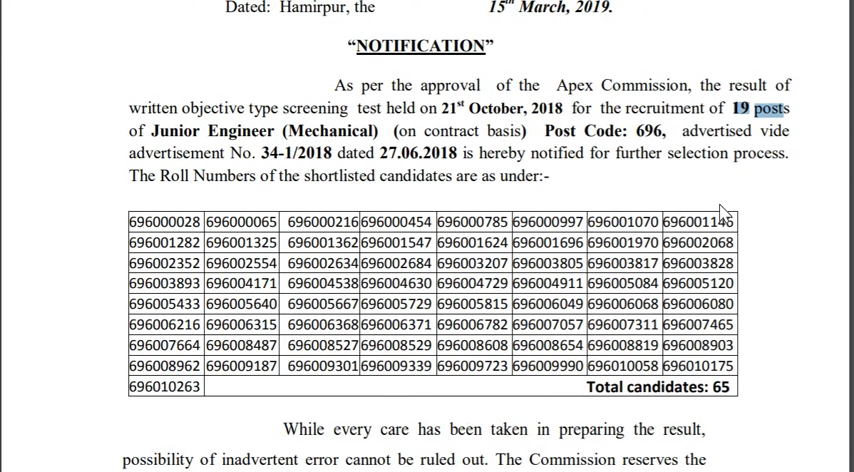 Dated: Hamirpur, the 15th March, 2019.
“NOTIFICATION”
As per the approval of the Apex Commission, the result of
written objective type screening test held on 21st October, 2018 for the recruitment of 19 posts
of Junior Engineer (Mechanical) (on contract basis) Post Code: 696, advertised vide
advertisement No. 34-1/2018 dated 27.06.2018 is hereby notified for further selection process.
The Roll Numbers of the shortlisted candidates are as under:-
696000028 696000065 696000216 696000454 696000785 696000997 696001070 696001146
696001282 696001325 696001362 696001547 696001624 696001696 696001970 696002068
696002352 696002554 696002634 696002684 696003207 696003805 696003817 696003828
696003893 696004171 696004538 696004630 696004729 696004911 696005084 696005120
696005433 696005640 696005667 696005729 696005815 696006049 696006068 696006080
696006216 696006315 696006368 696006371 696006782 696007057 696007311 696007465
696007664 696008487 696008527 696008529 696008608 696008654 696008819 696008903
696008962 696009187 696009301 696009339 696009723 696009990 696010058 696010175
696010263 Total candidates: 65
While every care has been taken in preparing the result,
possibility of inadvertent error cannot be ruled out. The Commission reserves the